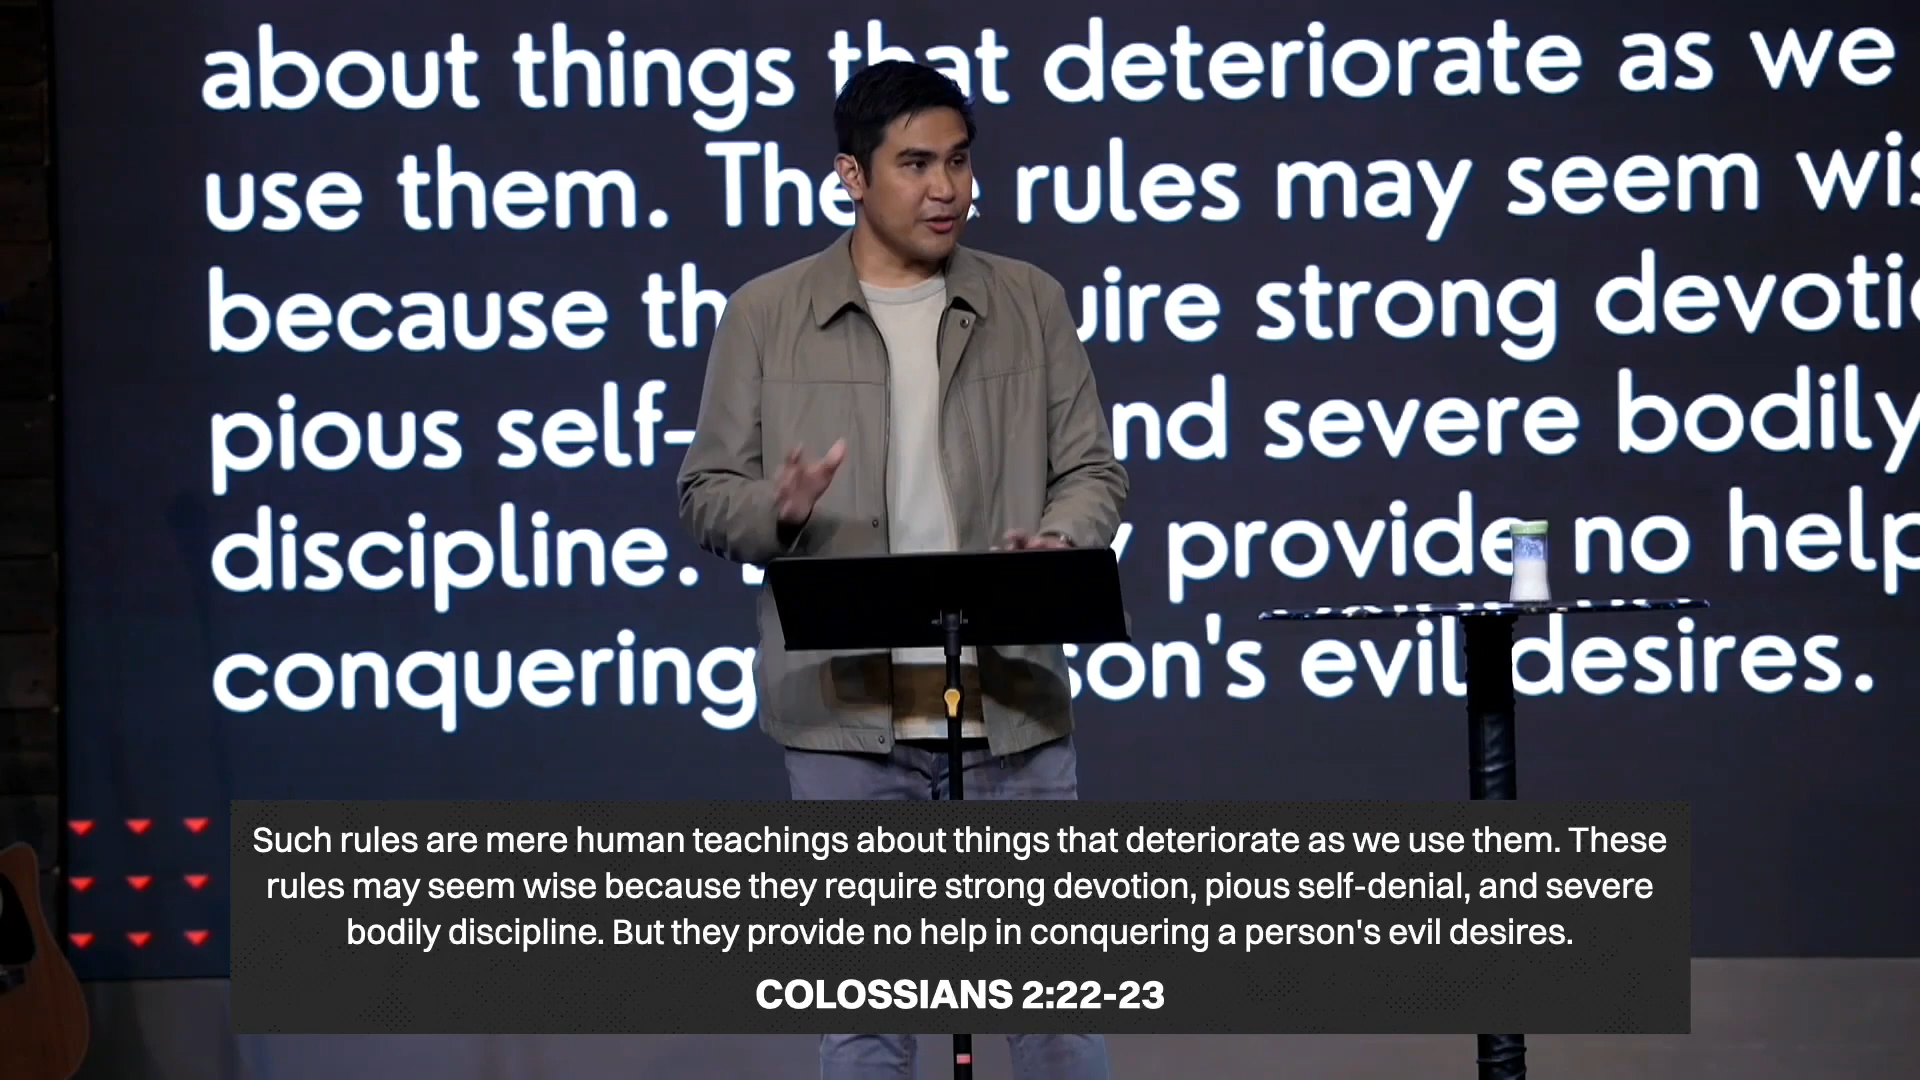 about things that deteriorate as we
use them. These rules may seem wis
because th uire strong devoti
pious self- nd severe bodily
discipline. y provide no help
conquering son's evil desires.
Such rules are mere human teachings about things that deteriorate as we use them. These
rules may seem wise because they require strong devotion, pious self-denial, and severe
bodily discipline. But they provide no help in conquering a person's evil desires.
COLOSSIANS 2:22-23